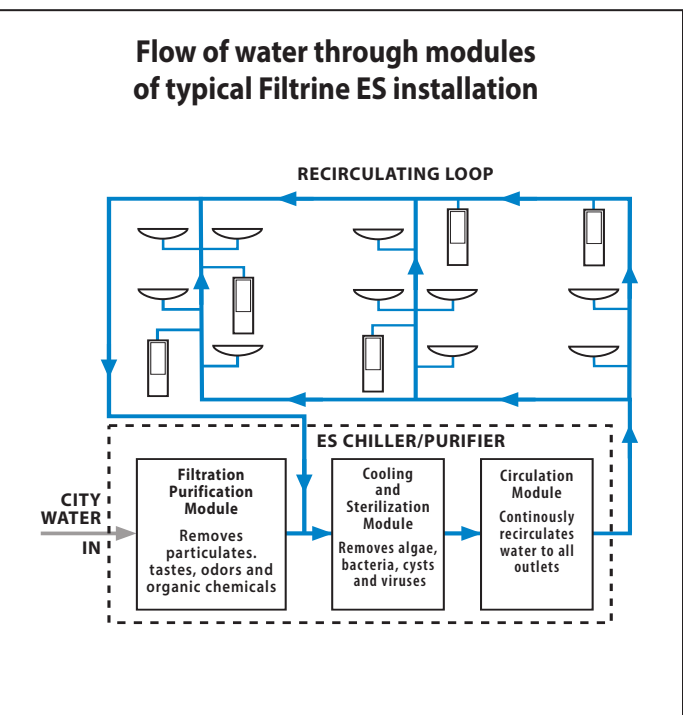 Flow of water through modules
of typical Filtrine ES installation
RECIRCULATING LOOP
ES CHILLER/PURIFIER
CITY
WATER
IN
Filtration
Purification
Module
Removes
particulates.
tastes, odors and
organic chemicals
Cooling
and
Sterilization
Module
Removes algae,
bacteria, cysts
and viruses
Circulation
Module
Continously
recirculates
water to all
outlets